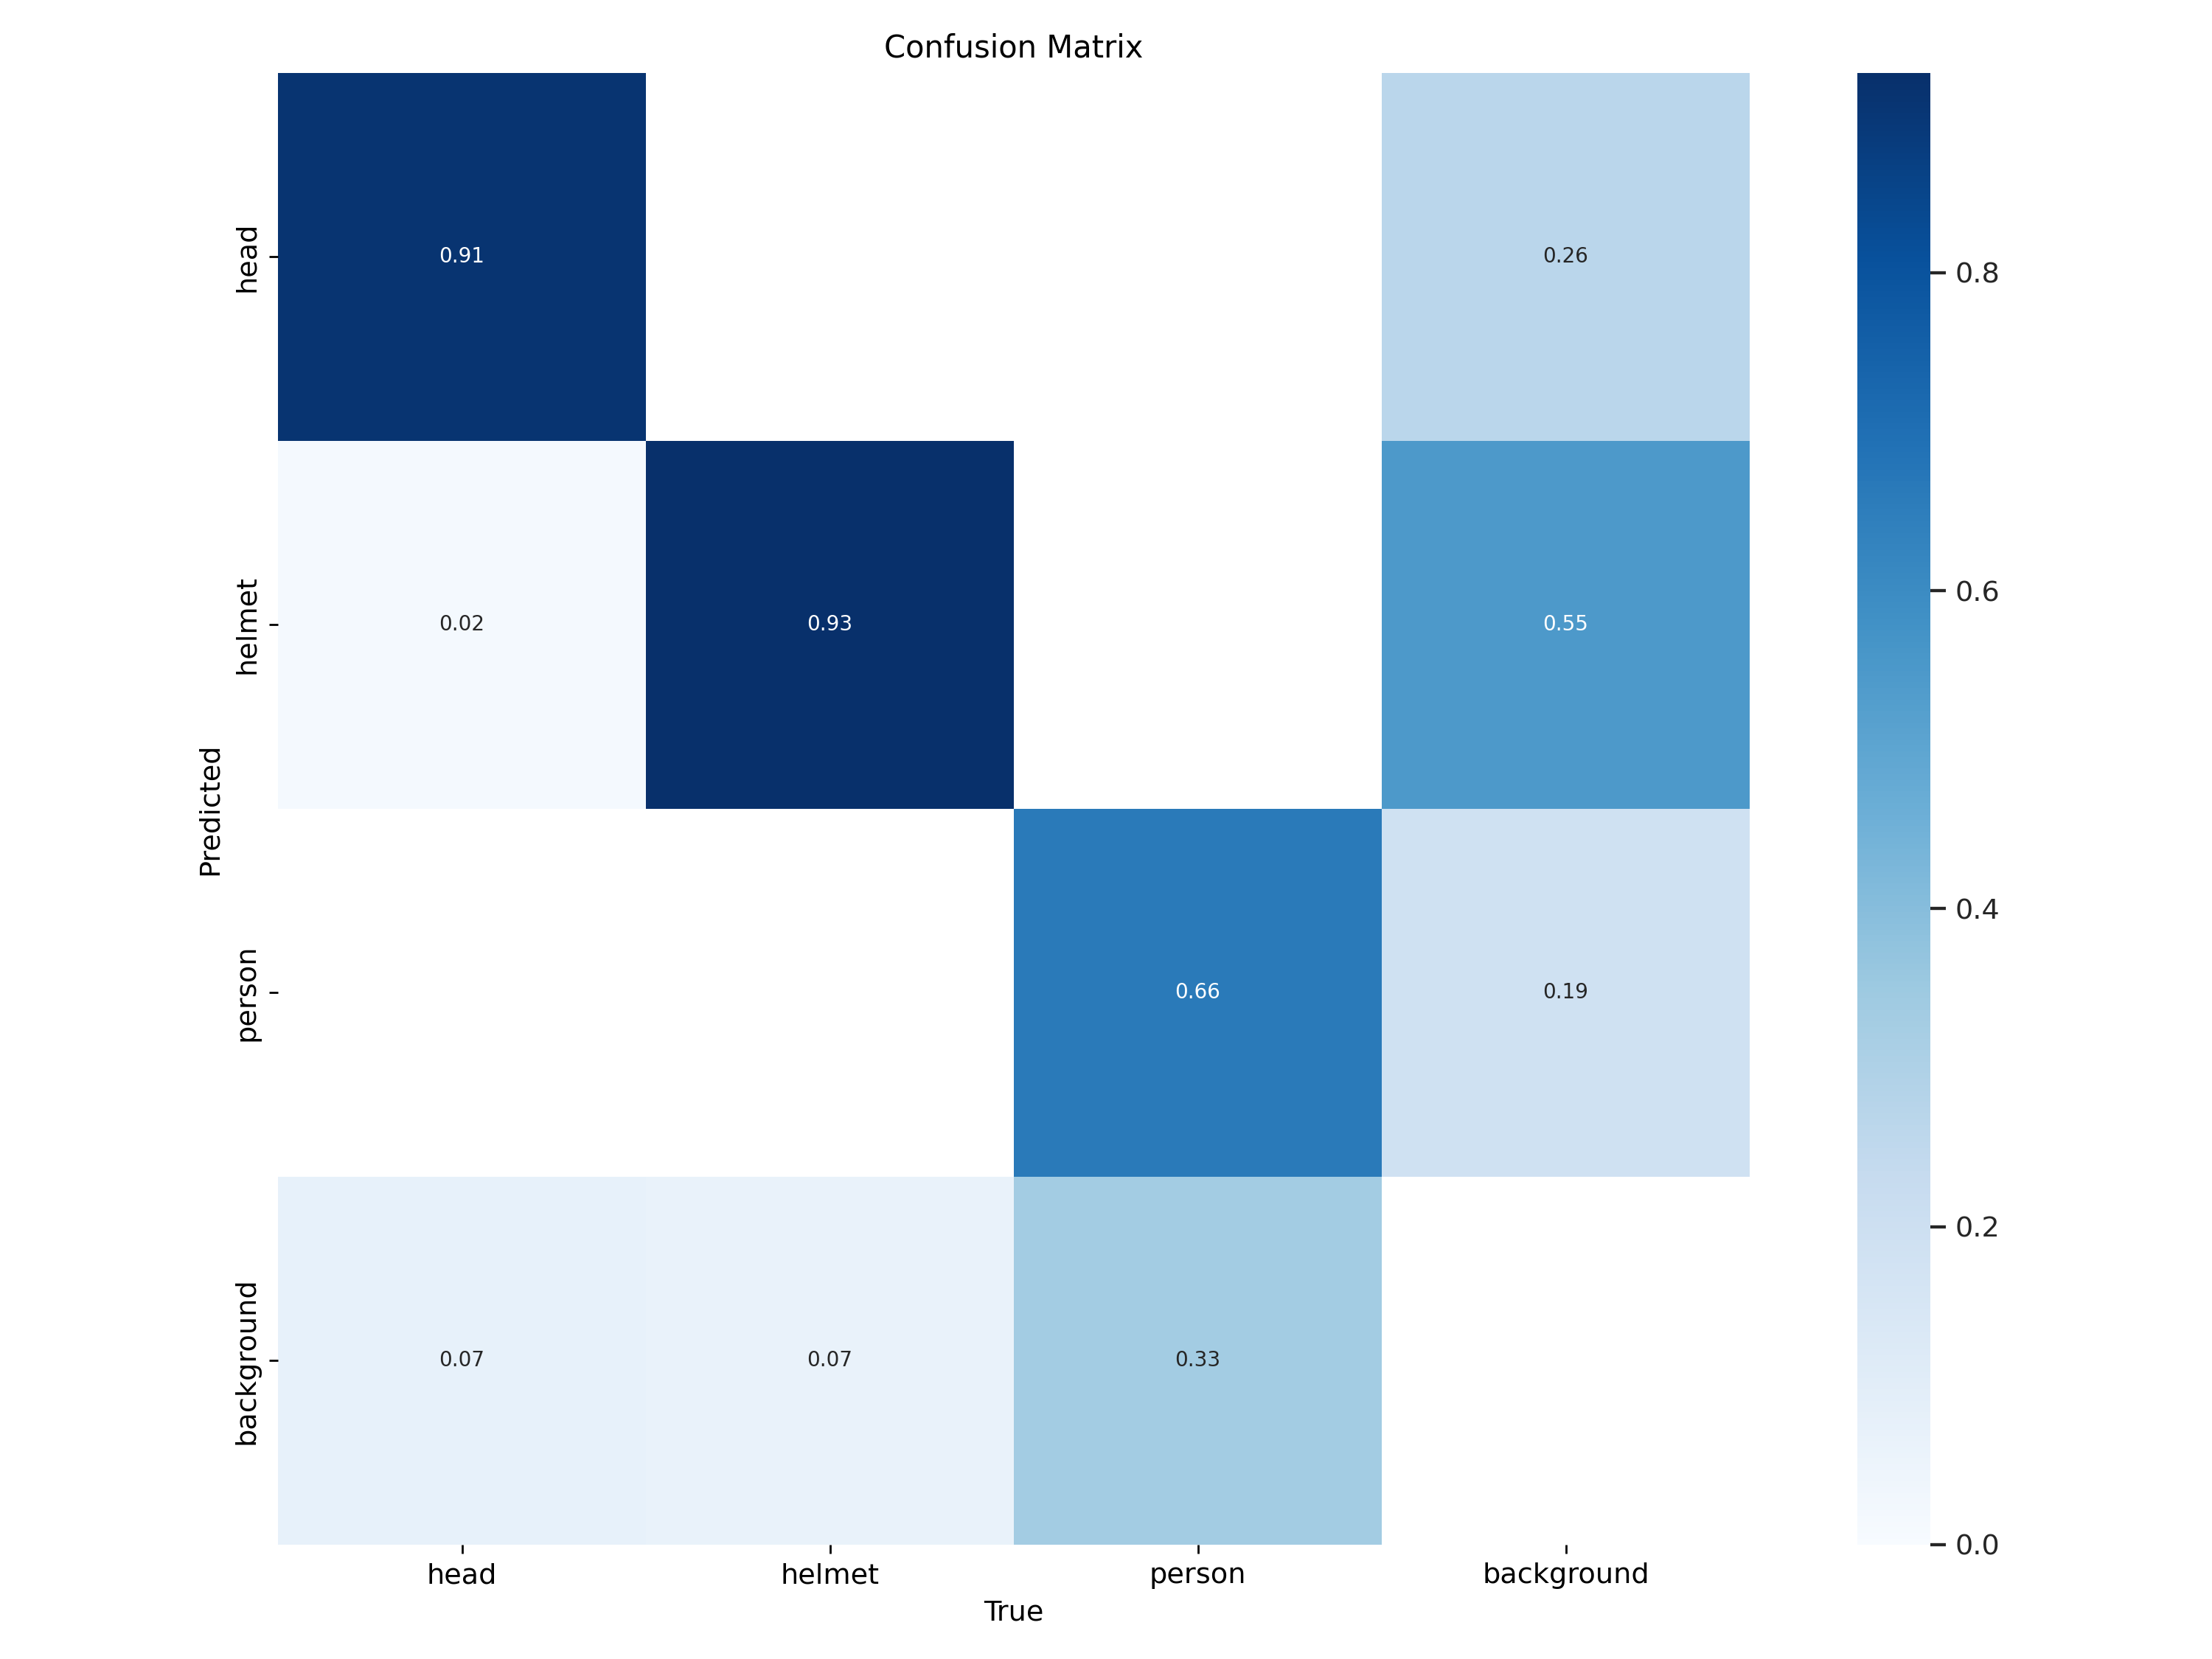 Confusion Matrix
head
0.91
0.26
0.8
helmet
0.02
0.93
0.55
0.6
Predicted
person
0.66
0.19
0.4
background
0.07
0.07
0.33
0.2
0.0
head
helmet
person
background
True